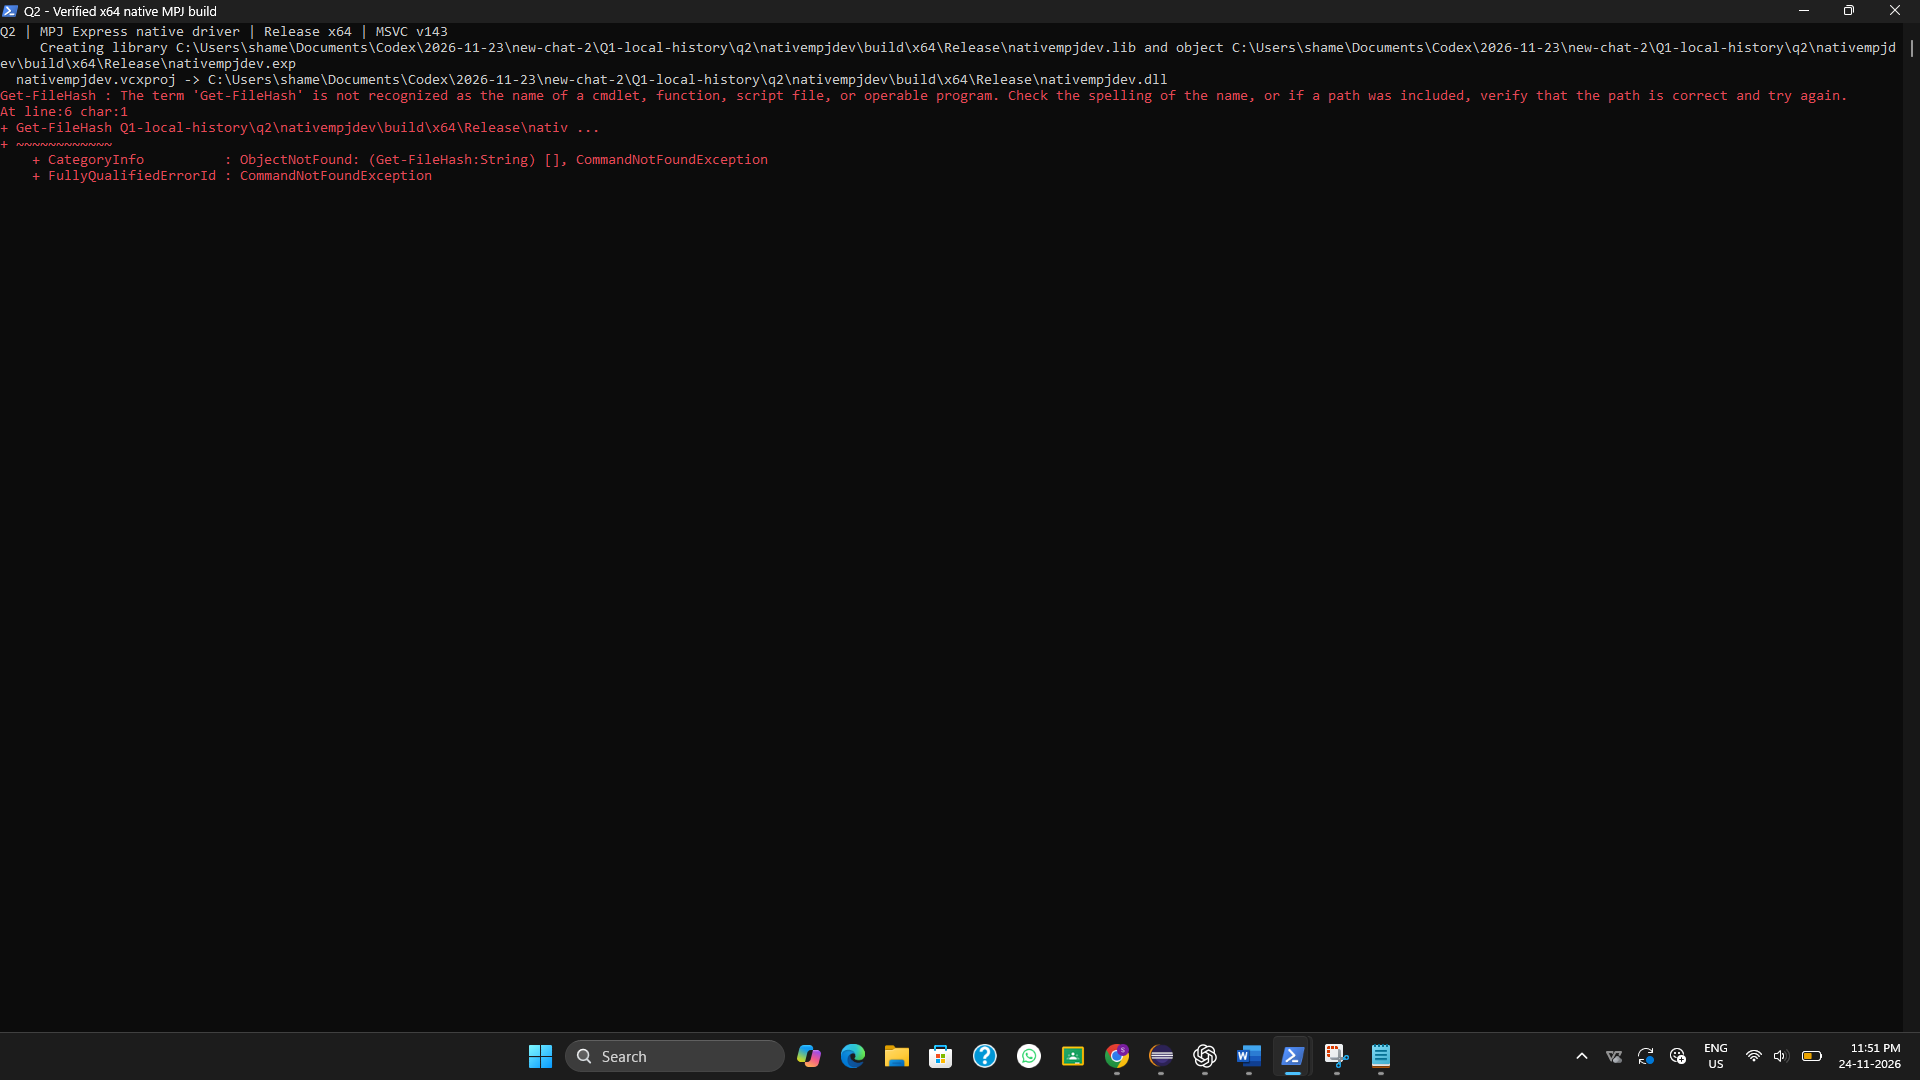 Q2 - Verified x64 native MPJ build
Q2 | MPJ Express native driver | Release x64 | MSVC v143
     Creating library C:\Users\shame\Documents\Codex\2026-11-23\new-chat-2\Q1-local-history\q2\nativempjdev\build\x64\Release\nativempjdev.lib and object C:\Users\shame\Documents\Codex\2026-11-23\new-chat-2\Q1-local-history\q2\nativempjd
ev\build\x64\Release\nativempjdev.exp
  nativempjdev.vcxproj -> C:\Users\shame\Documents\Codex\2026-11-23\new-chat-2\Q1-local-history\q2\nativempjdev\build\x64\Release\nativempjdev.dll
Get-FileHash : The term 'Get-FileHash' is not recognized as the name of a cmdlet, function, script file, or operable program. Check the spelling of the name, or if a path was included, verify that the path is correct and try again.
At line:6 char:1
+ Get-FileHash Q1-local-history\q2\nativempjdev\build\x64\Release\nativ ...
+ ~~~~~~~~~~~~
    + CategoryInfo          : ObjectNotFound: (Get-FileHash:String) [], CommandNotFoundException
    + FullyQualifiedErrorId : CommandNotFoundException
Search
ENG
US
11:51 PM
24-11-2026